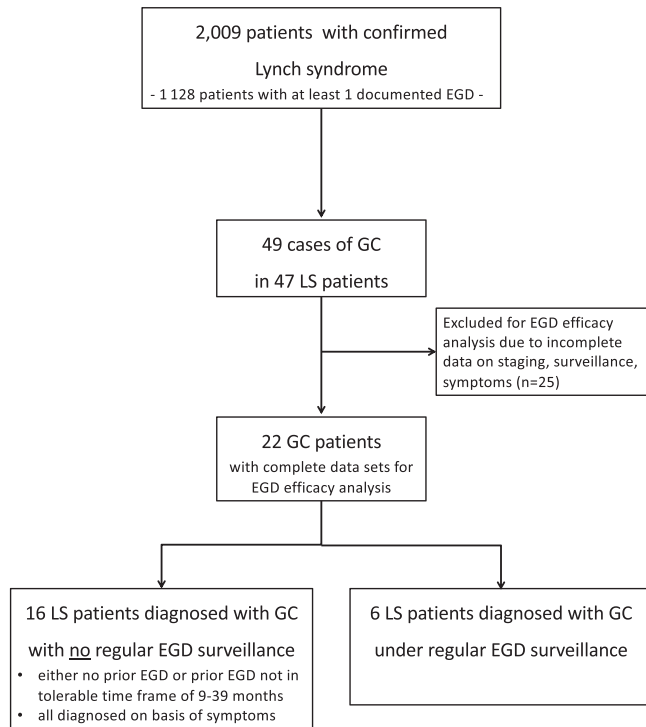 2,009 patients with confirmed
Lynch syndrome
- 1 128 patients with at least 1 documented EGD -
49 cases of GC
in 47 LS patients
Excluded for EGD efficacy
analysis due to incomplete
data on staging, surveillance,
symptoms (n=25)
22 GC patients
with complete data sets for
EGD efficacy analysis
16 LS patients diagnosed with GC
with no regular EGD surveillance
• either no prior EGD or prior EGD not in
tolerable time frame of 9-39 months
• all diagnosed on basis of symptoms
6 LS patients diagnosed with GC
under regular EGD surveillance